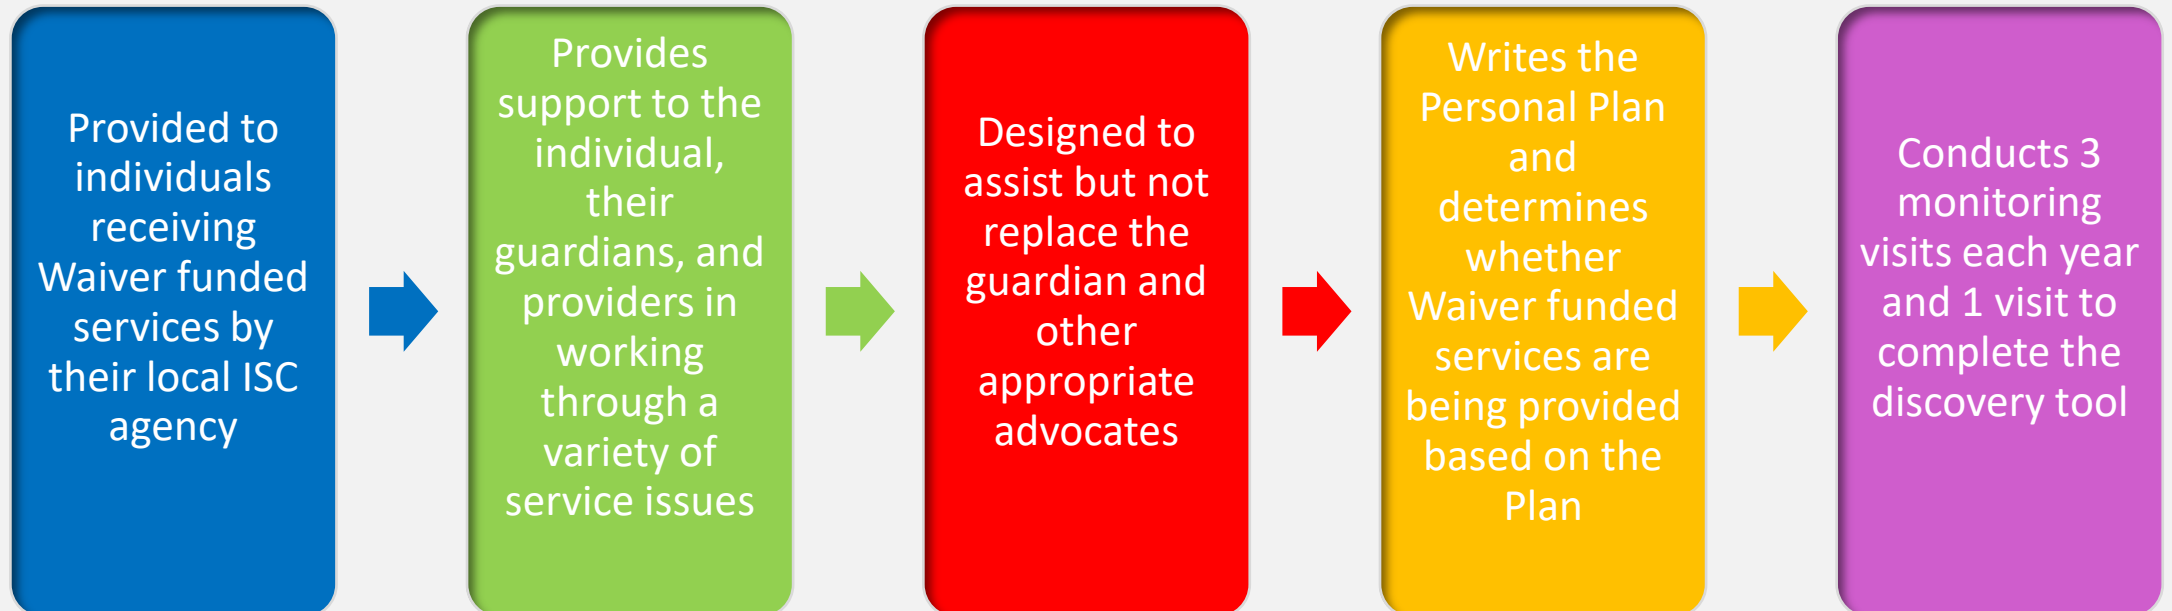 Provided to
individuals
receiving
Waiver funded
services by
their local ISC
agency
Provides
support to the
individual,
their
guardians, and
providers in
working
through a
variety of
service issues
Designed to
assist but not
replace the
guardian and
other
appropriate
advocates
Writes the
Personal Plan
and
determines
whether
Waiver funded
services are
being provided
based on the
Plan
Conducts 3
monitoring
visits each year
and 1 visit to
complete the
discovery tool